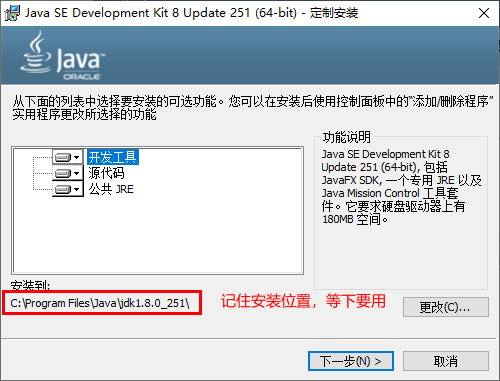 Java SE Development Kit 8 Update 251 (64-bit) - 定制安装
Java
ORACLE
从下面的列表中选择要安装的可选功能。您可以在安装后使用控制面板中的“添加/删除程序”
实用程序更改所选择的功能
开发工具
源代码
公共 JRE
功能说明
Java SE Development Kit 8
Update 251 (64-bit), 包括
JavaFX SDK, 一个专用 JRE 以及
Java Mission Control 工具套
件。它要求硬盘驱动器上有
180MB 空间。
安装到:
C:\Program Files\Java\jdk1.8.0_251\
记住安装位置，等下要用
更改(C)...
下一步(N) >
取消